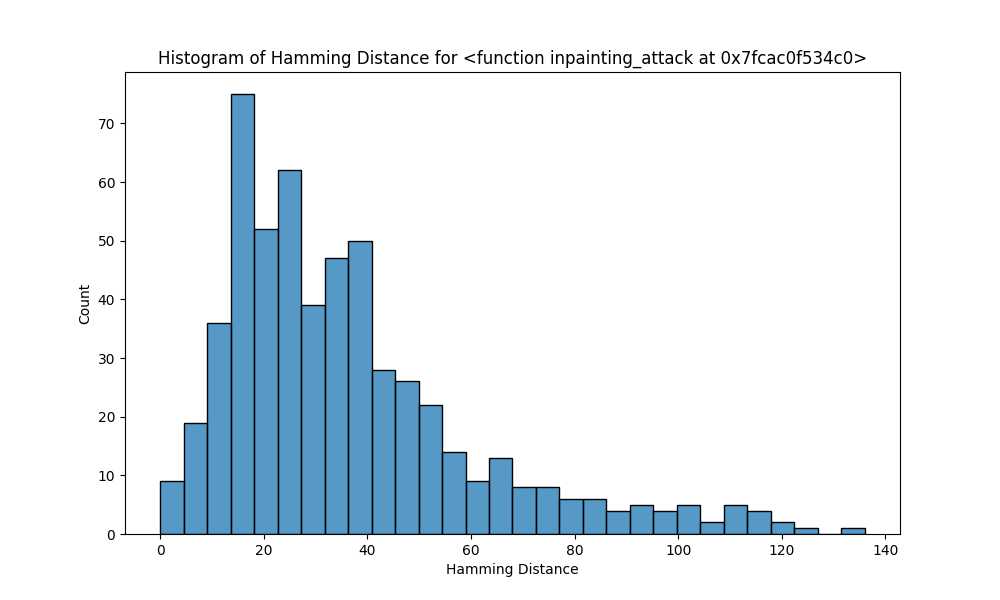 Histogram of Hamming Distance for <function inpainting_attack at 0x7fcac0f534c0>
70
60
50
40
30
20
10
0
Count
0 20 40 60 80 100 120 140
Hamming Distance